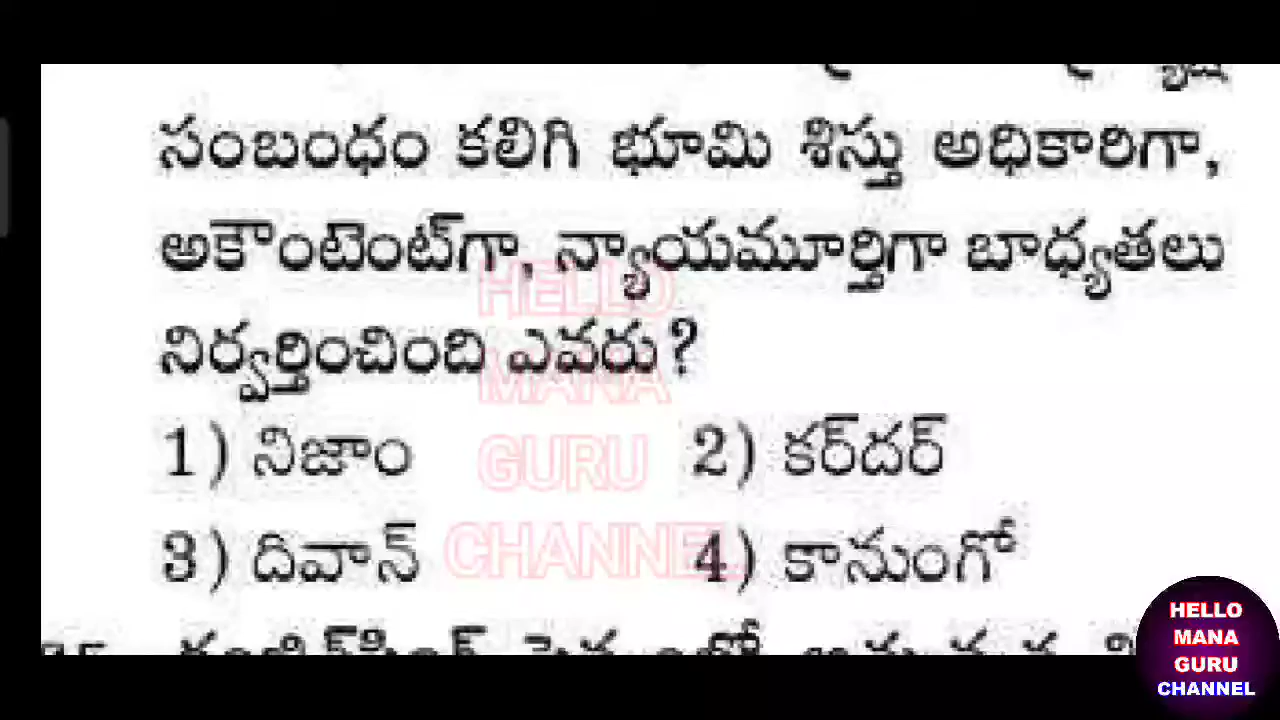 సంబంధం కలిగి భూమి శిస్తు అధికారిగా,
అకౌంటెంట్‌గా, న్యాయమూర్తిగా బాధ్యతలు
నిర్వర్తించింది ఎవరు?
1) నిజాం 2) కర్‌దర్
3) దివాన్ 4) కానుంగో
HELLO
MANA
GURU
CHANNEL
HELLO
MANA
GURU
CHANNEL